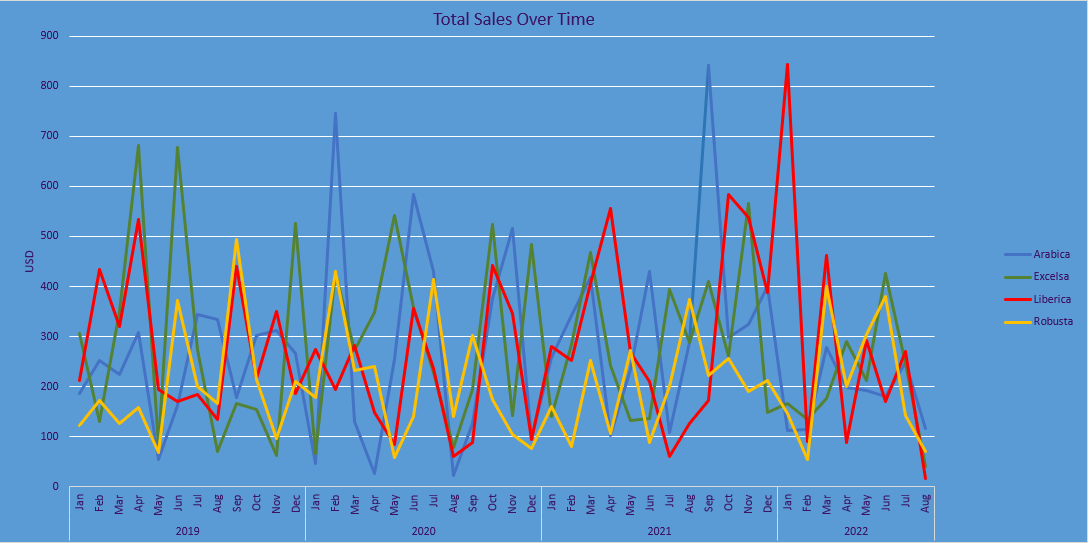 Total Sales Over Time
900
800
700
600
500
400
300
200
100
0
USD
Jan Feb Mar Apr May Jun Jul Aug Sep Oct Nov Dec Jan Feb Mar Apr May Jun Jul Aug Sep Oct Nov Dec Jan Feb Mar Apr May Jun Jul Aug Sep Oct Nov Dec Jan Feb Mar Apr May Jun Jul Aug
2019 2020 2021 2022
Arabica
Excelsa
Liberica
Robusta